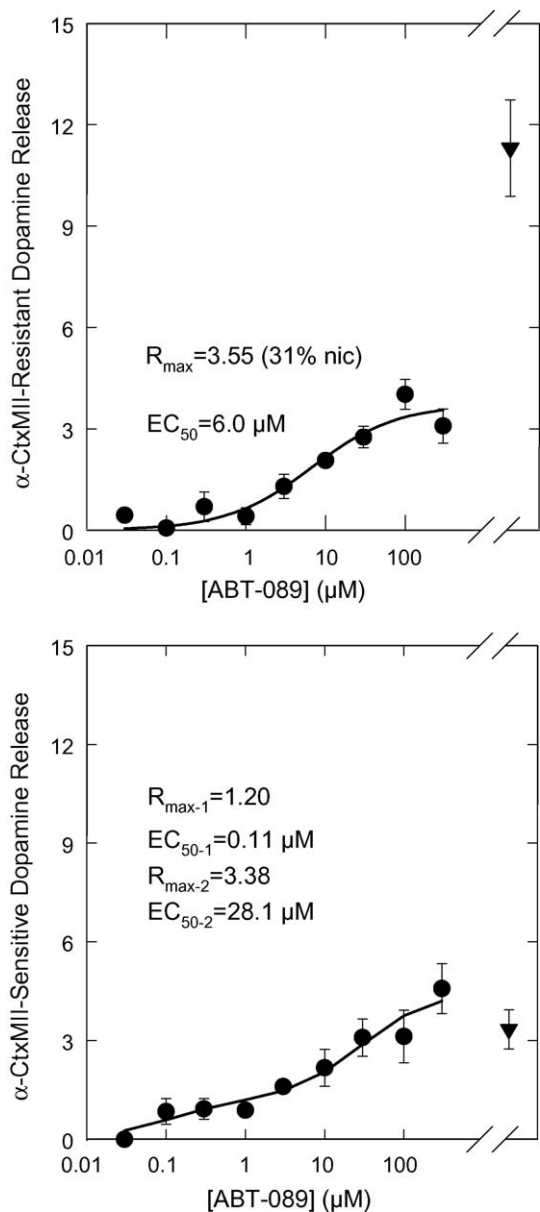 15
12
9
6
3
0
α-CtxMII-Resistant Dopamine Release
R_max=3.55 (31% nic)
EC_50=6.0 µM
0.01 0.1 1 10 100
[ABT-089] (µM)
15
12
9
6
3
0
α-CtxMII-Sensitive Dopamine Release
R_max-1=1.20
EC_50-1=0.11 µM
R_max-2=3.38
EC_50-2=28.1 µM
0.01 0.1 1 10 100
[ABT-089] (µM)